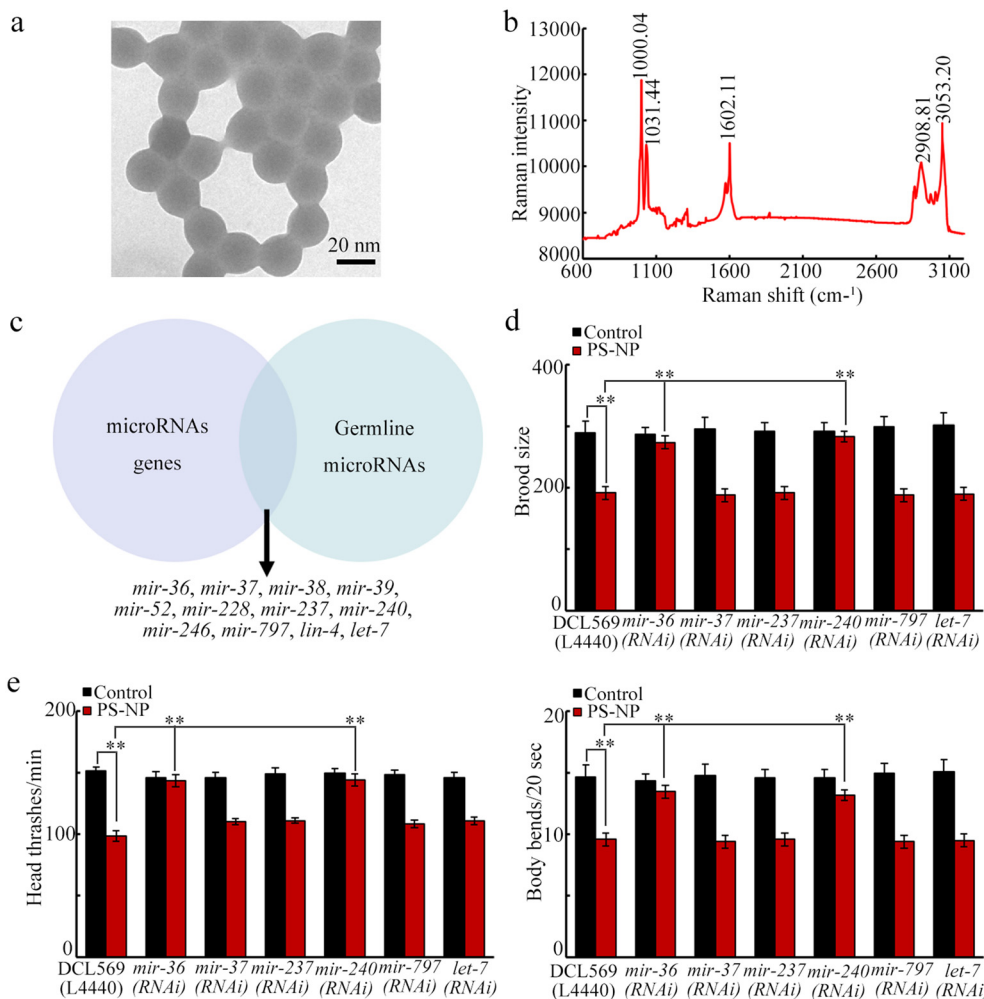 a
20 nm
b
Raman intensity
13000
12000
11000
10000
9000
8000
1000.04
1031.44
1602.11
2908.81
3053.20
600
1100
1600
2100
2600
3100
Raman shift (cm-¹)
c
microRNAs
genes
Germline
microRNAs
mir-36, mir-37, mir-38, mir-39,
mir-52, mir-228, mir-237, mir-240,
mir-246, mir-797, lin-4, let-7
d
Control
PS-NP
Brood size
400
200
0
**
**
**
DCL569
(L4440)
mir-36
(RNAi)
mir-37
(RNAi)
mir-237
(RNAi)
mir-240
(RNAi)
mir-797
(RNAi)
let-7
(RNAi)
e
Control
PS-NP
Head thrashes/min
200
100
0
**
**
**
DCL569
(L4440)
mir-36
(RNAi)
mir-37
(RNAi)
mir-237
(RNAi)
mir-240
(RNAi)
mir-797
(RNAi)
let-7
(RNAi)
Control
PS-NP
Body bends/20 sec
20
10
0
**
**
**
DCL569
(L4440)
mir-36
(RNAi)
mir-37
(RNAi)
mir-237
(RNAi)
mir-240
(RNAi)
mir-797
(RNAi)
let-7
(RNAi)